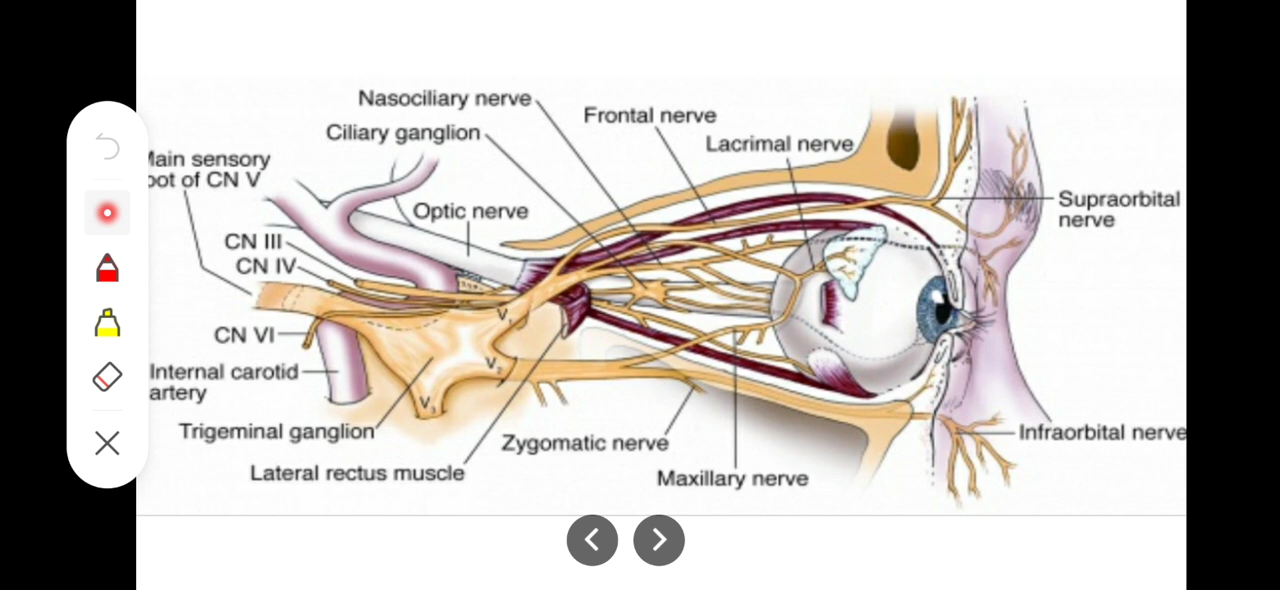 Nasociliary nerve
Ciliary ganglion
Frontal nerve
Lacrimal nerve
Main sensory
oot of CN V
Optic nerve
Supraorbital
nerve
CN III
CN IV
CN VI
Internal carotid
artery
V1
V2
V3
Trigeminal ganglion
Lateral rectus muscle
Zygomatic nerve
Maxillary nerve
Infraorbital nerve